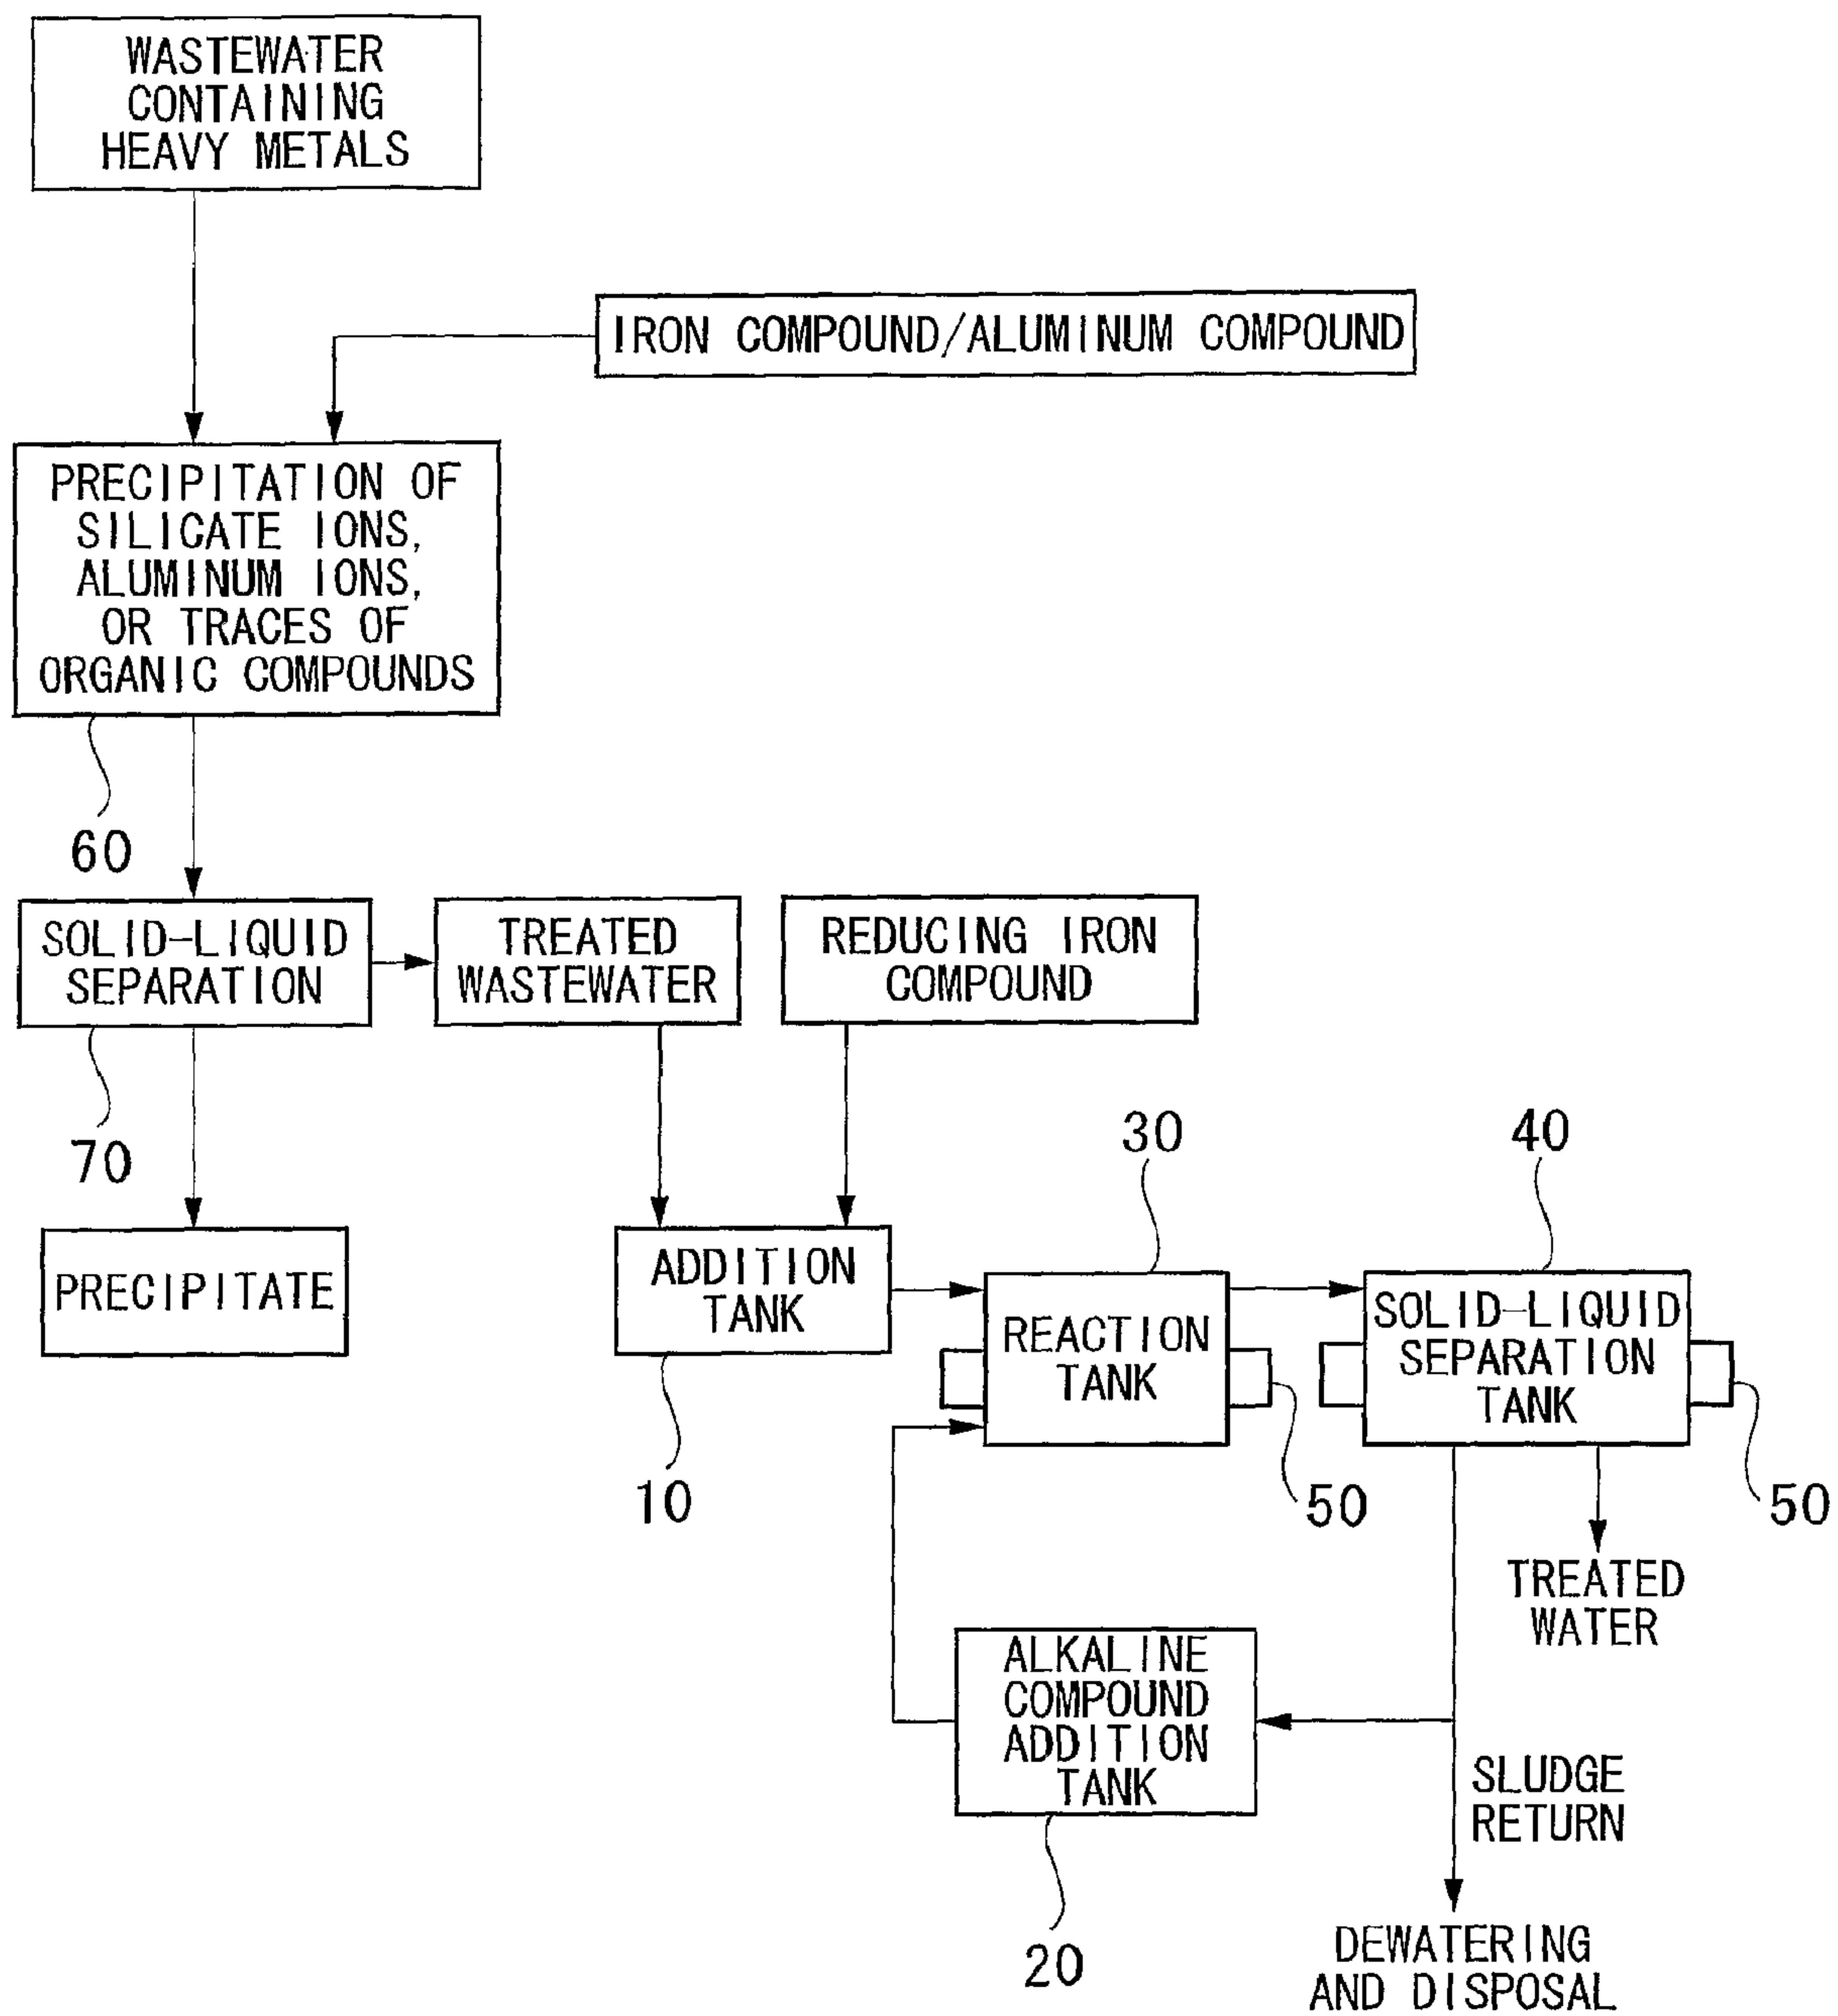 WASTEWATER
CONTAINING
HEAVY METALS
IRON COMPOUND/ALUMINUM COMPOUND
PRECIPITATION OF
SILICATE IONS,
ALUMINUM IONS,
OR TRACES OF
ORGANIC COMPOUNDS
60
SOLID-LIQUID
SEPARATION
TREATED
WASTEWATER
REDUCING IRON
COMPOUND
70
PRECIPITATE
ADDITION
TANK
10
30
REACTION
TANK
50
40
SOLID-LIQUID
SEPARATION
TANK
50
TREATED
WATER
ALKALINE
COMPOUND
ADDITION
TANK
20
SLUDGE
RETURN
DEWATERING
AND DISPOSAL